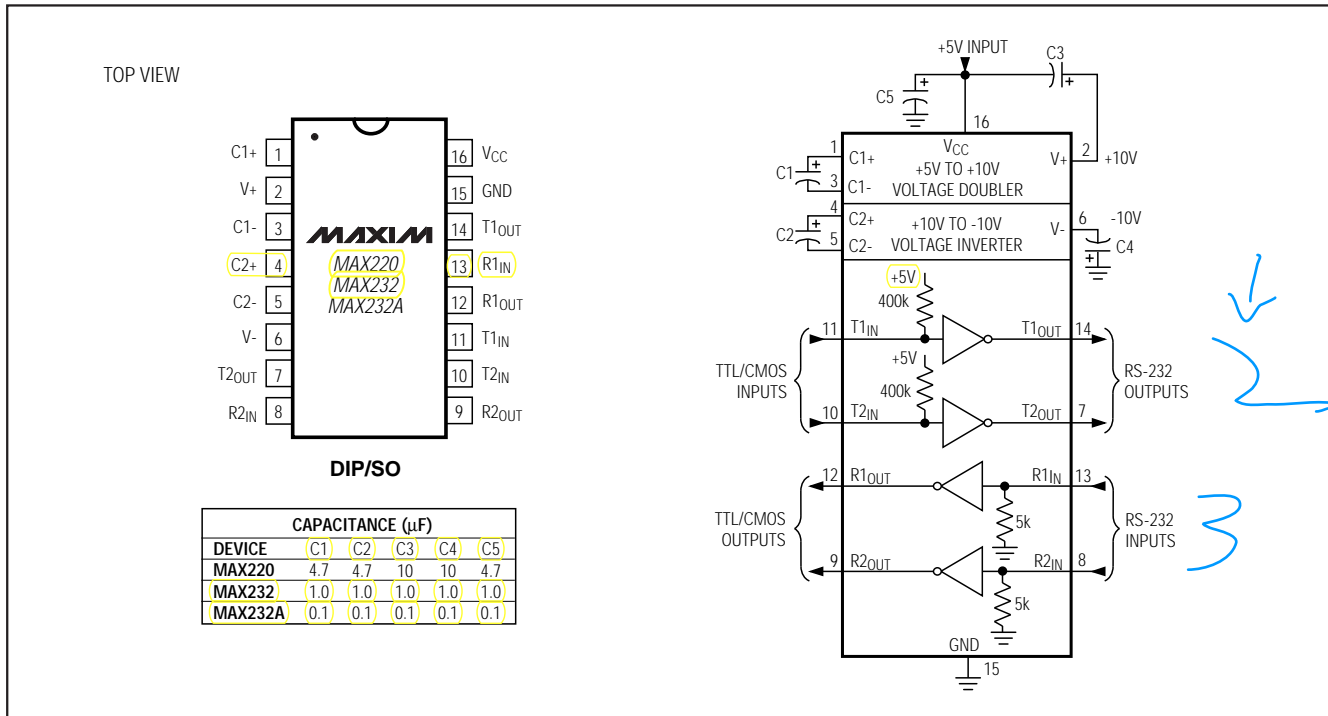 TOP VIEW
C1+ 1
V+ 2
C1- 3
C2+ 4
C2- 5
V- 6
T2OUT 7
R2IN 8
16 VCC
15 GND
14 T1OUT
13 R1IN
12 R1OUT
11 T1IN
10 T2IN
9 R2OUT
MAXIM
MAX220
MAX232
MAX232A
DIP/SO
CAPACITANCE (μF)
DEVICE C1 C2 C3 C4 C5
MAX220 4.7 4.7 10 10 4.7
MAX232 1.0 1.0 1.0 1.0 1.0
MAX232A 0.1 0.1 0.1 0.1 0.1
+5V INPUT
C3
C5
16
VCC
+5V TO +10V
VOLTAGE DOUBLER
1 C1+
C1
3 C1-
V+ 2 +10V
4 C2+
C2
5 C2-
+10V TO -10V
VOLTAGE INVERTER
V- 6 -10V
C4
+5V
400k
11 T1IN
T1OUT 14
+5V
400k
10 T2IN
T2OUT 7
TTL/CMOS
INPUTS
RS-232
OUTPUTS
2
12 R1OUT
R1IN 13
5k
9 R2OUT
R2IN 8
5k
TTL/CMOS
OUTPUTS
RS-232
INPUTS
3
GND
15